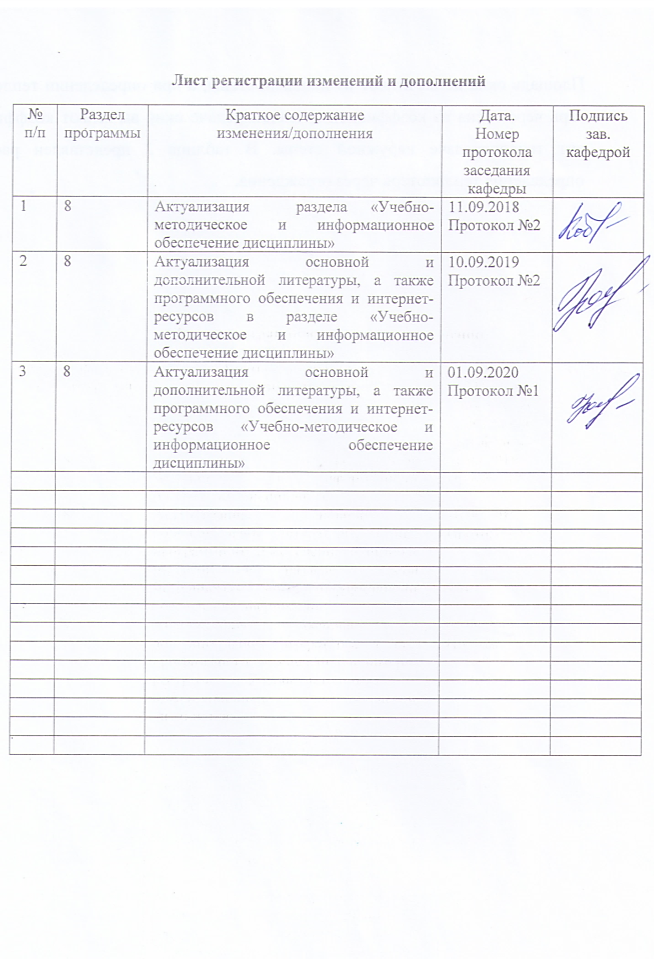 Лист регистрации изменений и дополнений
№ п/п
Раздел программы
Краткое содержание изменения/дополнения
Дата. Номер протокола заседания кафедры
Подпись зав. кафедрой
1
8
Актуализация раздела «Учебно-
методическое и информационное
обеспечение дисциплины»
11.09.2018
Протокол №2
2
8
Актуализация основной и
дополнительной литературы, а также
программного обеспечения и интернет-
ресурсов в разделе «Учебно-
методическое и информационное
обеспечение дисциплины»
10.09.2019
Протокол №2
3
8
Актуализация основной и
дополнительной литературы, а также
программного обеспечения и интернет-
ресурсов «Учебно-методическое и
информационное обеспечение
дисциплины»
01.09.2020
Протокол №1